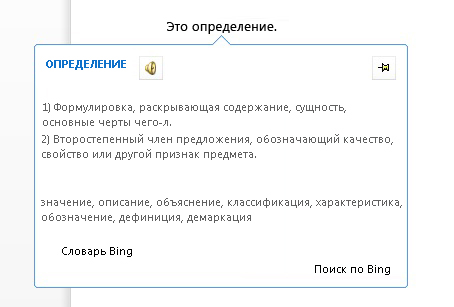 Это определение.
ОПРЕДЕЛЕНИЕ
1) Формулировка, раскрывающая содержание, сущность,
основные черты чего-л.
2) Второстепенный член предложения, обозначающий качество,
свойство или другой признак предмета.
значение, описание, объяснение, классификация, характеристика,
обозначение, дефиниция, демаркация
Словарь Bing
Поиск по Bing